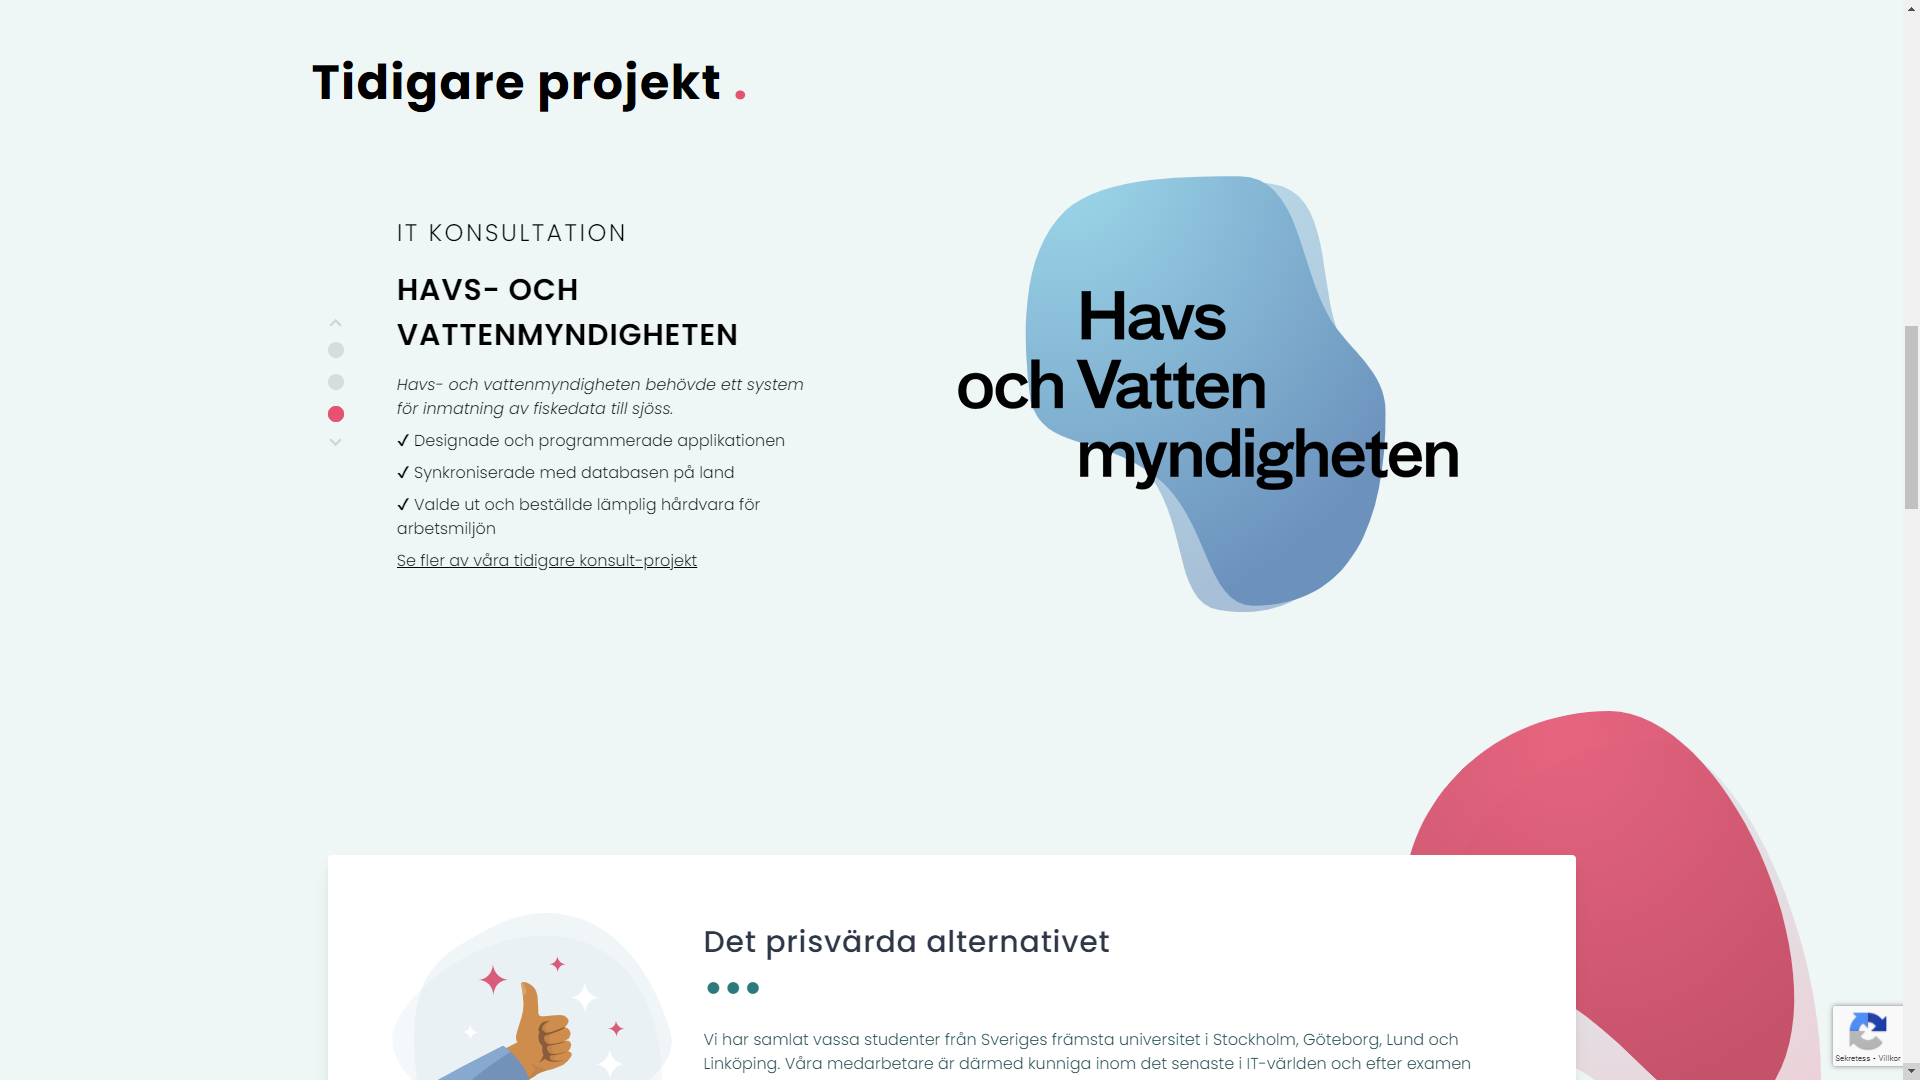 Tidigare projekt .
IT KONSULTATION
HAVS- OCH
VATTENMYNDIGHETEN
Havs- och vattenmyndigheten behövde ett system
för inmatning av fiskedata till sjöss.
✓ Designade och programmerade applikationen
✓ Synkroniserade med databasen på land
✓ Valde ut och beställde lämplig hårdvara för
arbetsmiljön
Se fler av våra tidigare konsult-projekt
Havs
och Vatten
myndigheten
Det prisvärda alternativet
Vi har samlat vassa studenter från Sveriges främsta universitet i Stockholm, Göteborg, Lund och
Linköping. Våra medarbetare är därmed kunniga inom det senaste i IT-världen och efter examen
Sekretess - Villkor